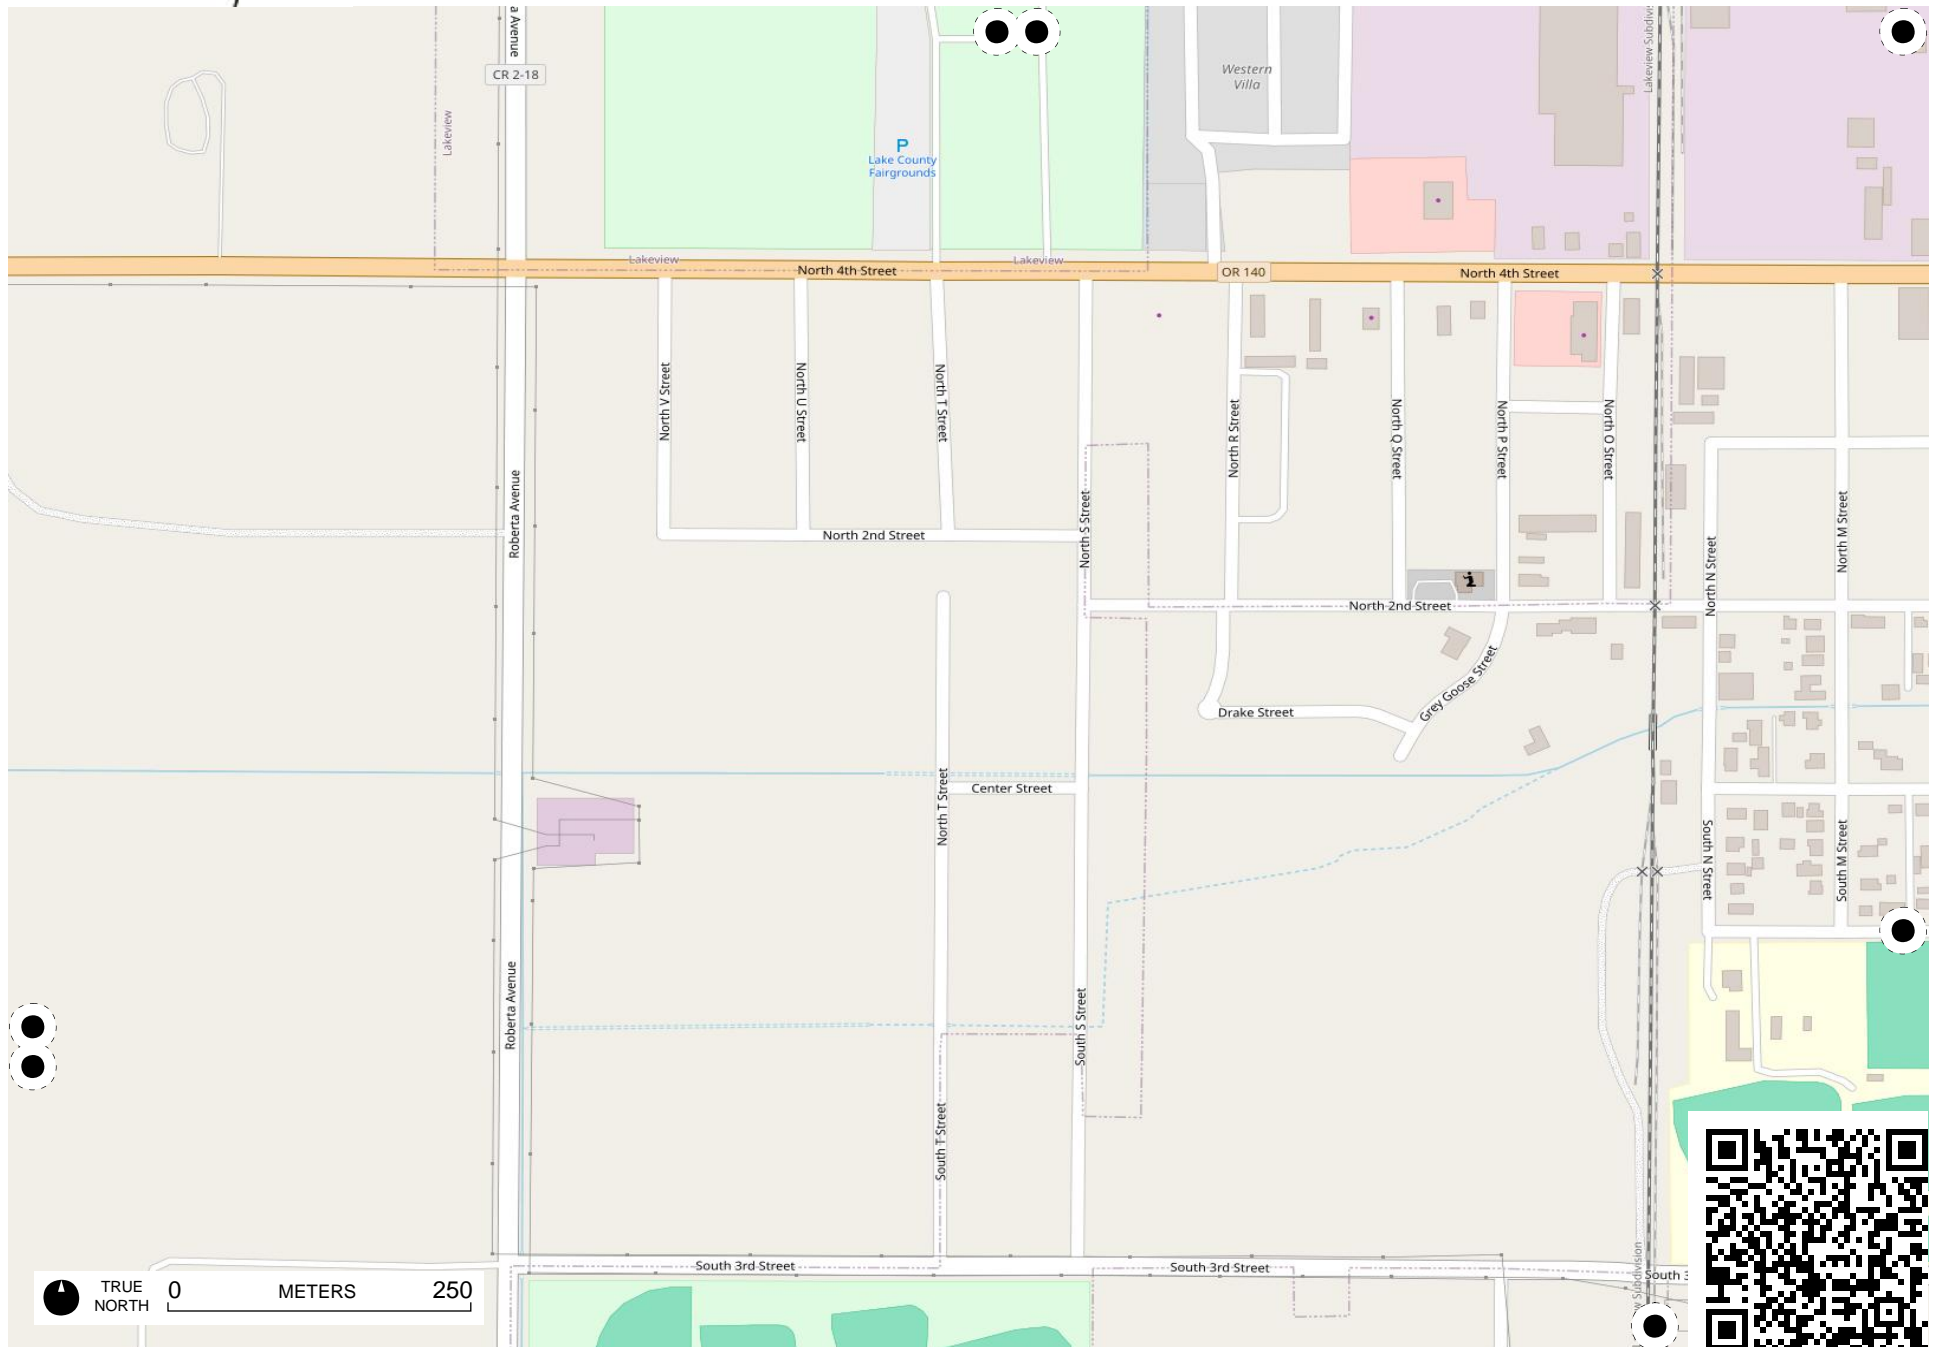 a Avenue
CR 2-18
Lakeview
P
Lake County
Fairgrounds
Western
Villa
Lakeview Subdivis
Lakeview
North 4th Street
Lakeview
OR 140
North 4th Street
North V Street
North U Street
North T Street
North S Street
North R Street
North Q Street
North P Street
North O Street
North N Street
North M Street
Roberta Avenue
North 2nd Street
North 2nd Street
Grey Goose Street
Drake Street
North T Street
Center Street
South N Street
South M Street
Roberta Avenue
South S Street
South T Street
South 3rd Street
South 3rd Street
South 3
w Subdivision
TRUE
NORTH
0
METERS
250